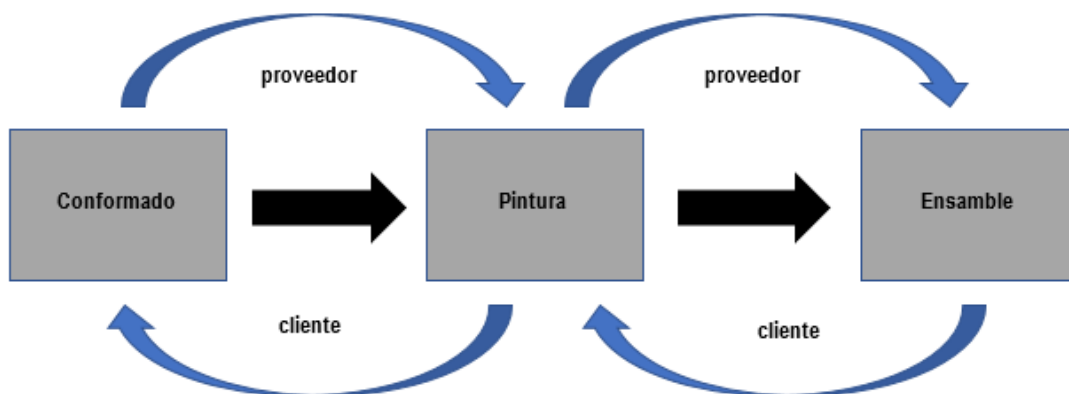 proveedor
proveedor
Conformado
Pintura
Ensamble
cliente
cliente